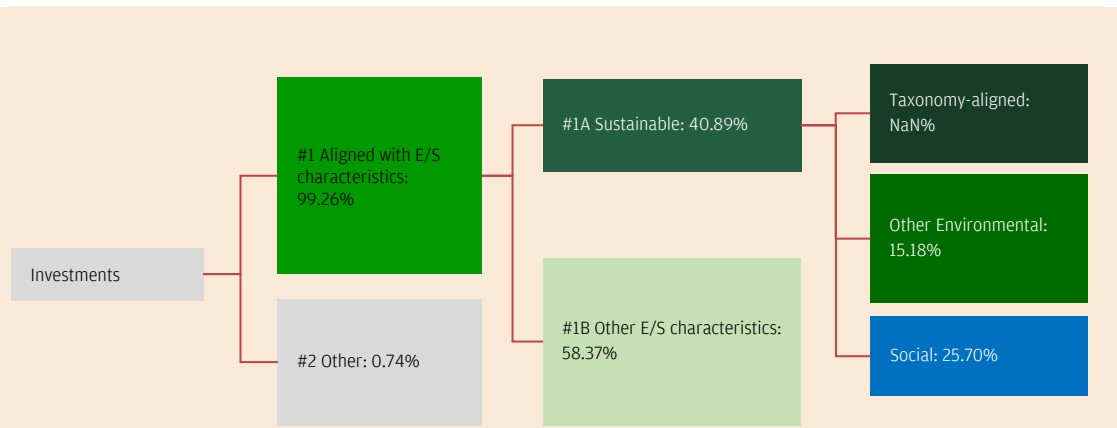 Investments
#1 Aligned with E/S
characteristics:
99.26%
#2 Other: 0.74%
#1A Sustainable: 40.89%
#1B Other E/S characteristics:
58.37%
Taxonomy-aligned:
NaN%
Other Environmental:
15.18%
Social: 25.70%